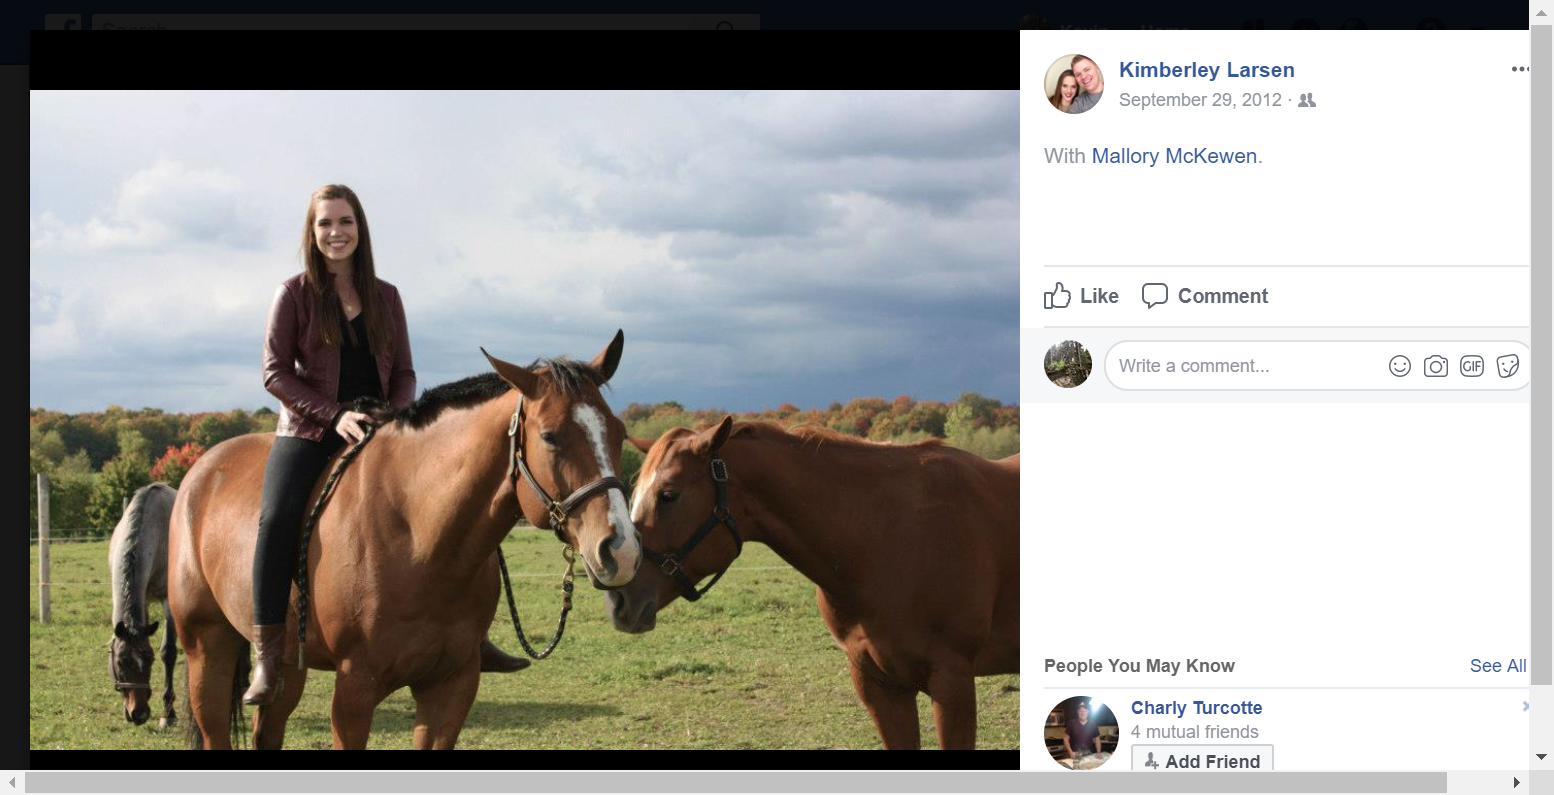 Search
Kimberley Larsen
September 29, 2012 ·
With Mallory McKewen.
Like Comment
Write a comment...
GIF
People You May Know
See All
Charly Turcotte
4 mutual friends
Add Friend